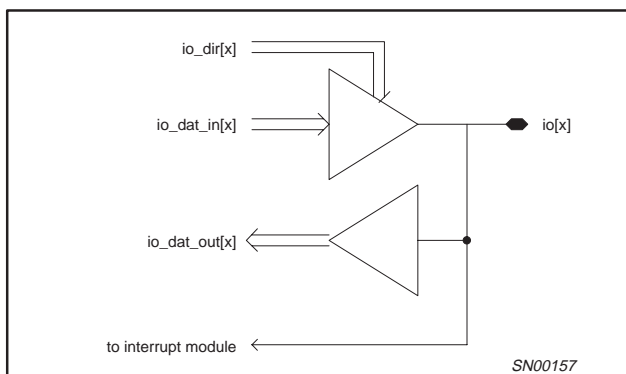 io_dir[x]
io_dat_in[x]
io[x]
io_dat_out[x]
to interrupt module
SN00157